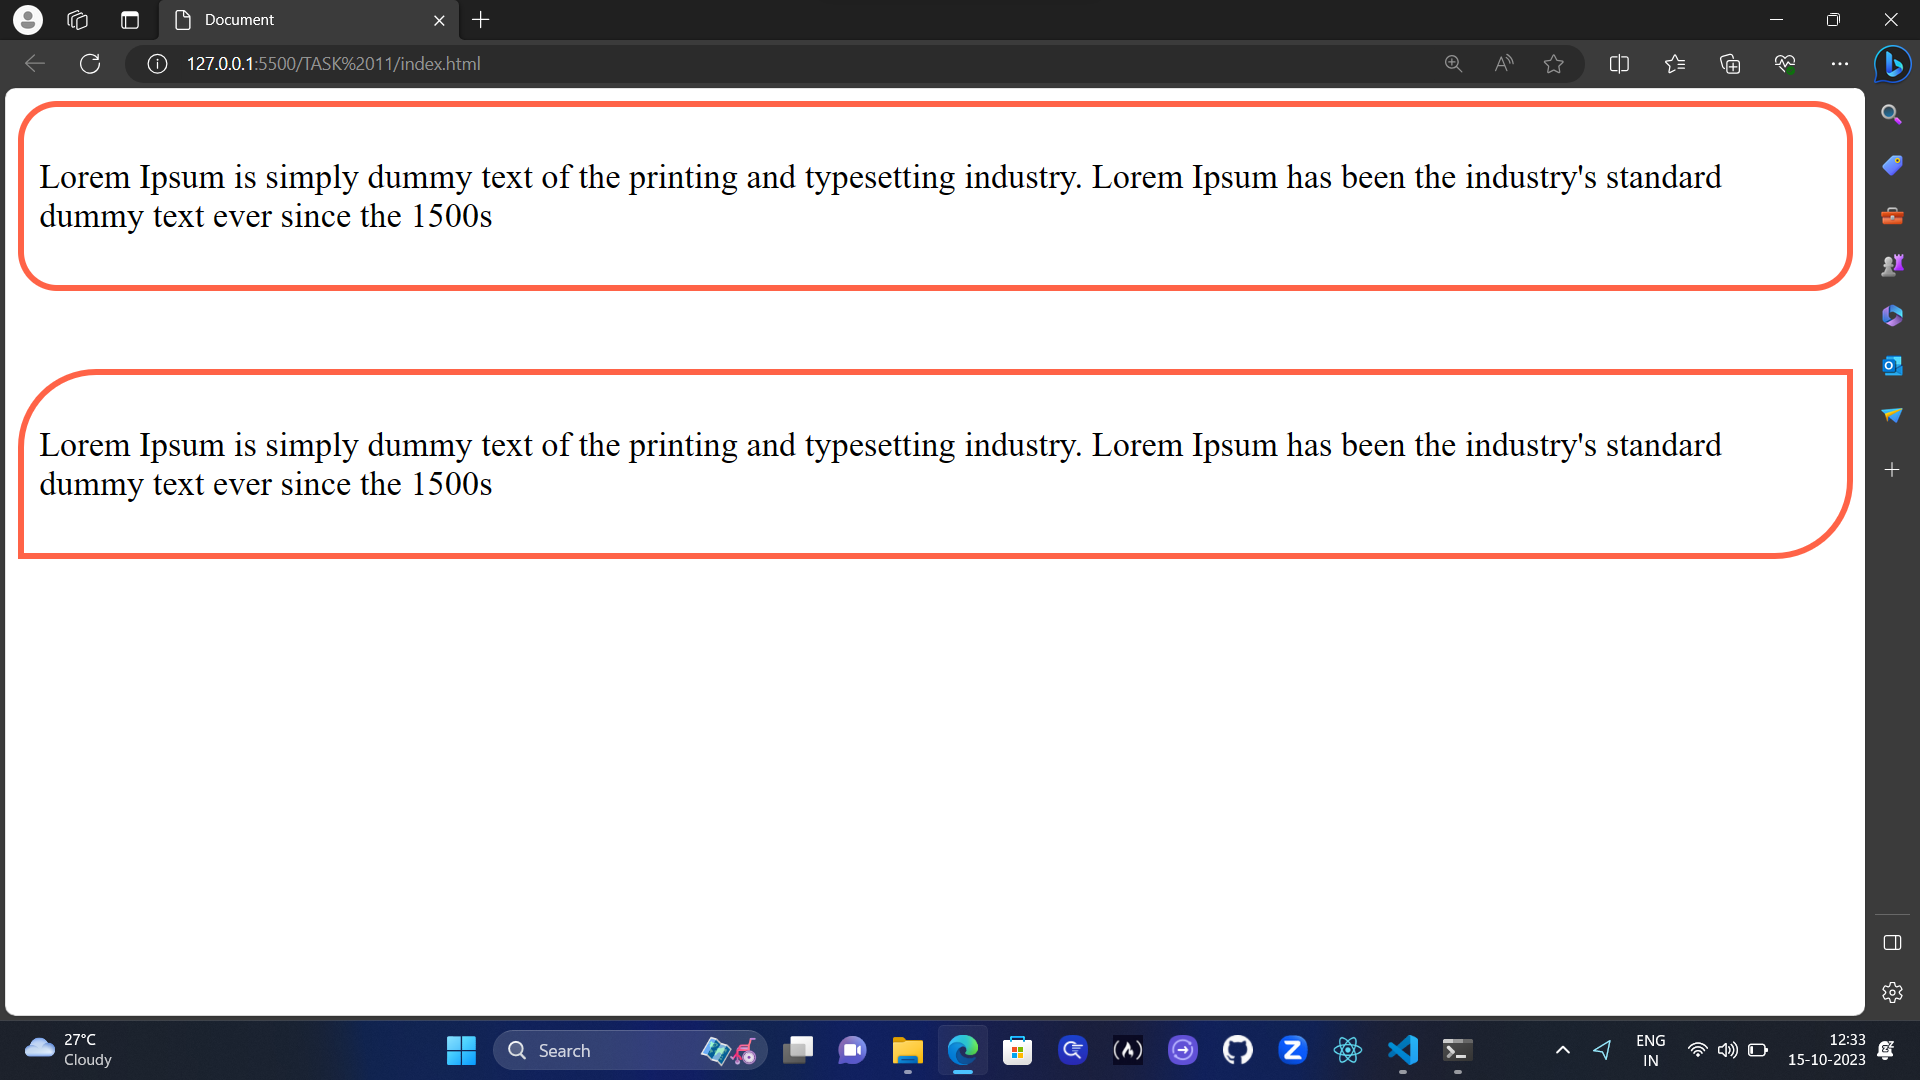 Document
127.0.0.1:5500/TASK%2011/index.html
Lorem Ipsum is simply dummy text of the printing and typesetting industry. Lorem Ipsum has been the industry's standard
dummy text ever since the 1500s
Lorem Ipsum is simply dummy text of the printing and typesetting industry. Lorem Ipsum has been the industry's standard
dummy text ever since the 1500s
27°C
Cloudy
Search
ENG
IN
12:33
15-10-2023